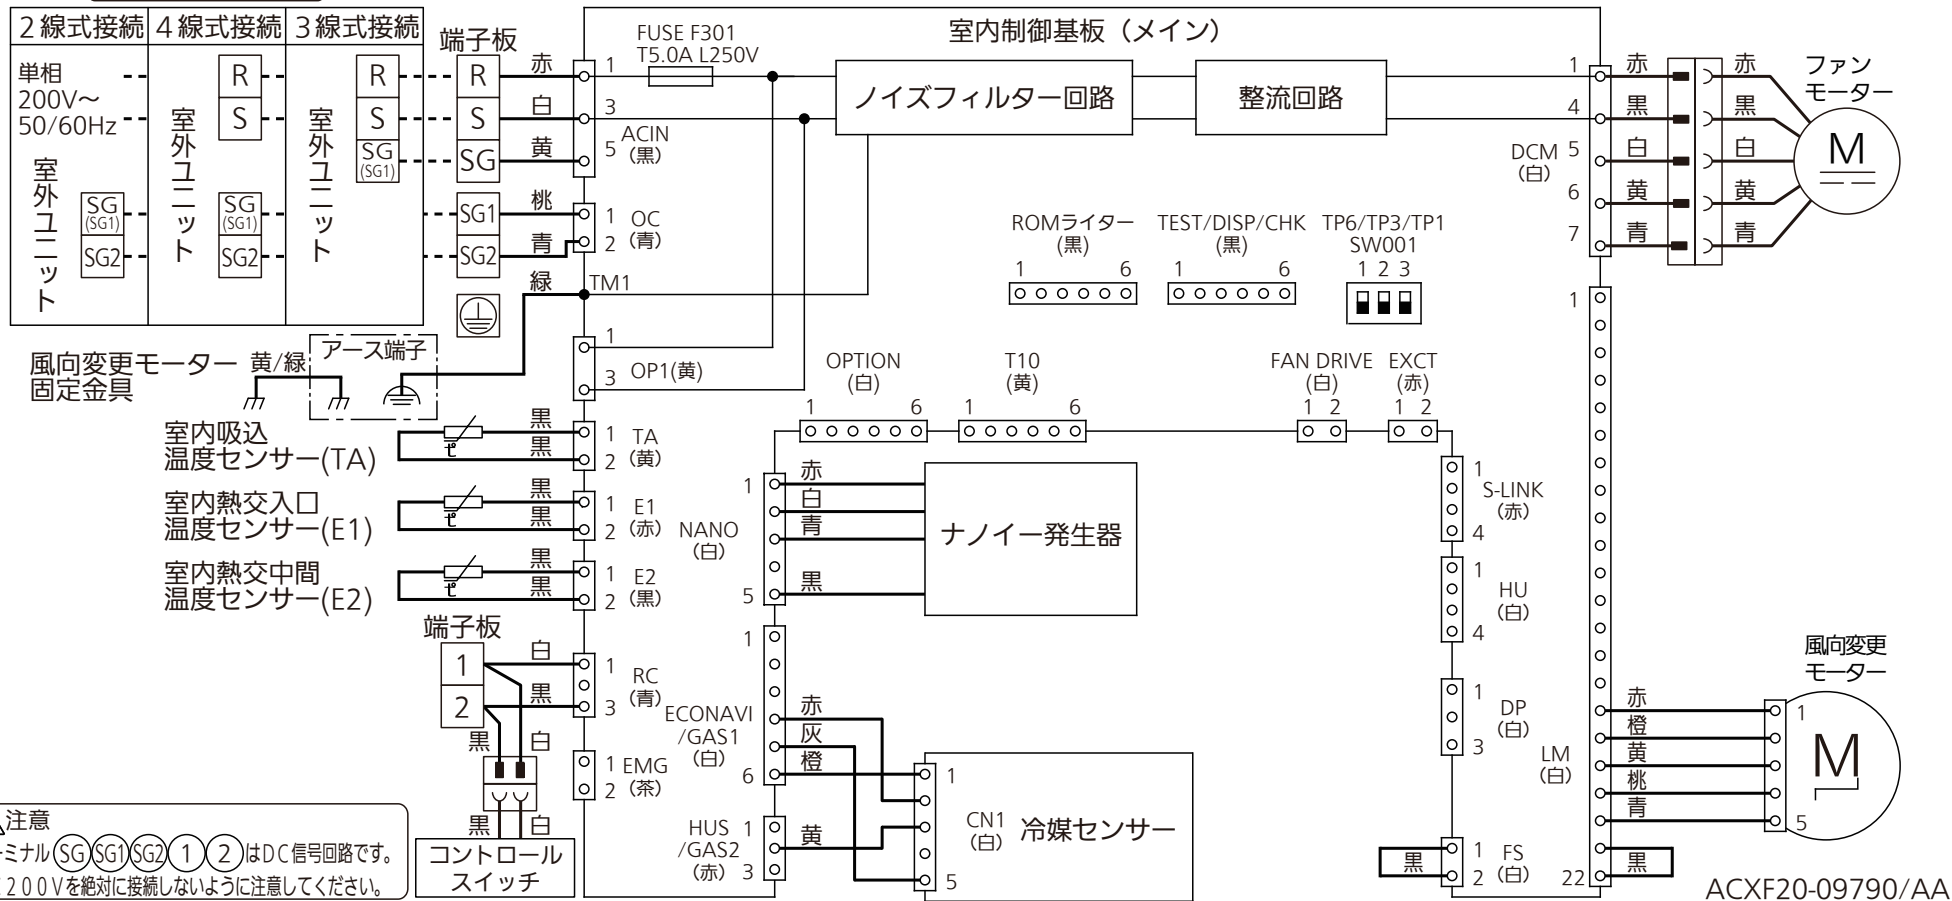 2線式接続 4線式接続 3線式接続
単相
200V～
50/60Hz
室外ユニット
SG
(SG1)
SG2
室外ユニット
R
S
SG
(SG1)
SG2
室外ユニット
R
S
SG
(SG1)
端子板
R
S
SG
SG1
SG2
赤
白
黄
桃
青
緑
1
3
5
ACIN
(黒)
1
2
OC
(青)
TM1
1
3
OP1(黄)
FUSE F301
T5.0A L250V
室内制御基板（メイン）
ノイズフィルター回路
整流回路
1
4
5
6
7
DCM
(白)
赤 赤
黒 黒
白 白
黄 黄
青 青
ファン
モーター
M
ROMライター
(黒)
1 6
TEST/DISP/CHK
(黒)
1 6
TP6/TP3/TP1
SW001
1 2 3
風向変更モーター
固定金具
黄/緑
アース端子
OPTION
(白)
1 6
T10
(黄)
1 6
FAN DRIVE
(白)
1 2
EXCT
(赤)
1 2
室内吸込
温度センサー(TA)
ピ
黒
黒
1
2
TA
(黄)
室内熱交入口
温度センサー(E1)
ピ
黒
黒
1
2
E1
(赤)
室内熱交中間
温度センサー(E2)
ピ
黒
黒
1
2
E2
(黒)
NANO
(白)
1
5
赤
白
青
黒
ナノイー発生器
S-LINK
(赤)
1
4
HU
(白)
1
4
DP
(白)
1
3
FS
(白)
1
2
黒
端子板
1
2
白
黒
1
3
RC
(青)
黒 白
黒 白
コントロール
スイッチ
1
2
EMG
(茶)
ECONAVI
/GAS1
(白)
1
6
赤
灰
橙
HUS
/GAS2
(赤)
1
3
黄
CN1
(白)
1
5
冷媒センサー
LM
(白)
1
22
赤
橙
黄
桃
青
黒
風向変更
モーター
1
5
M
注意
ーミナル SG SG1 SG2 1 2 はDC信号回路です。
200Vを絶対に接続しないように注意してください。
ACXF20-09790/AA